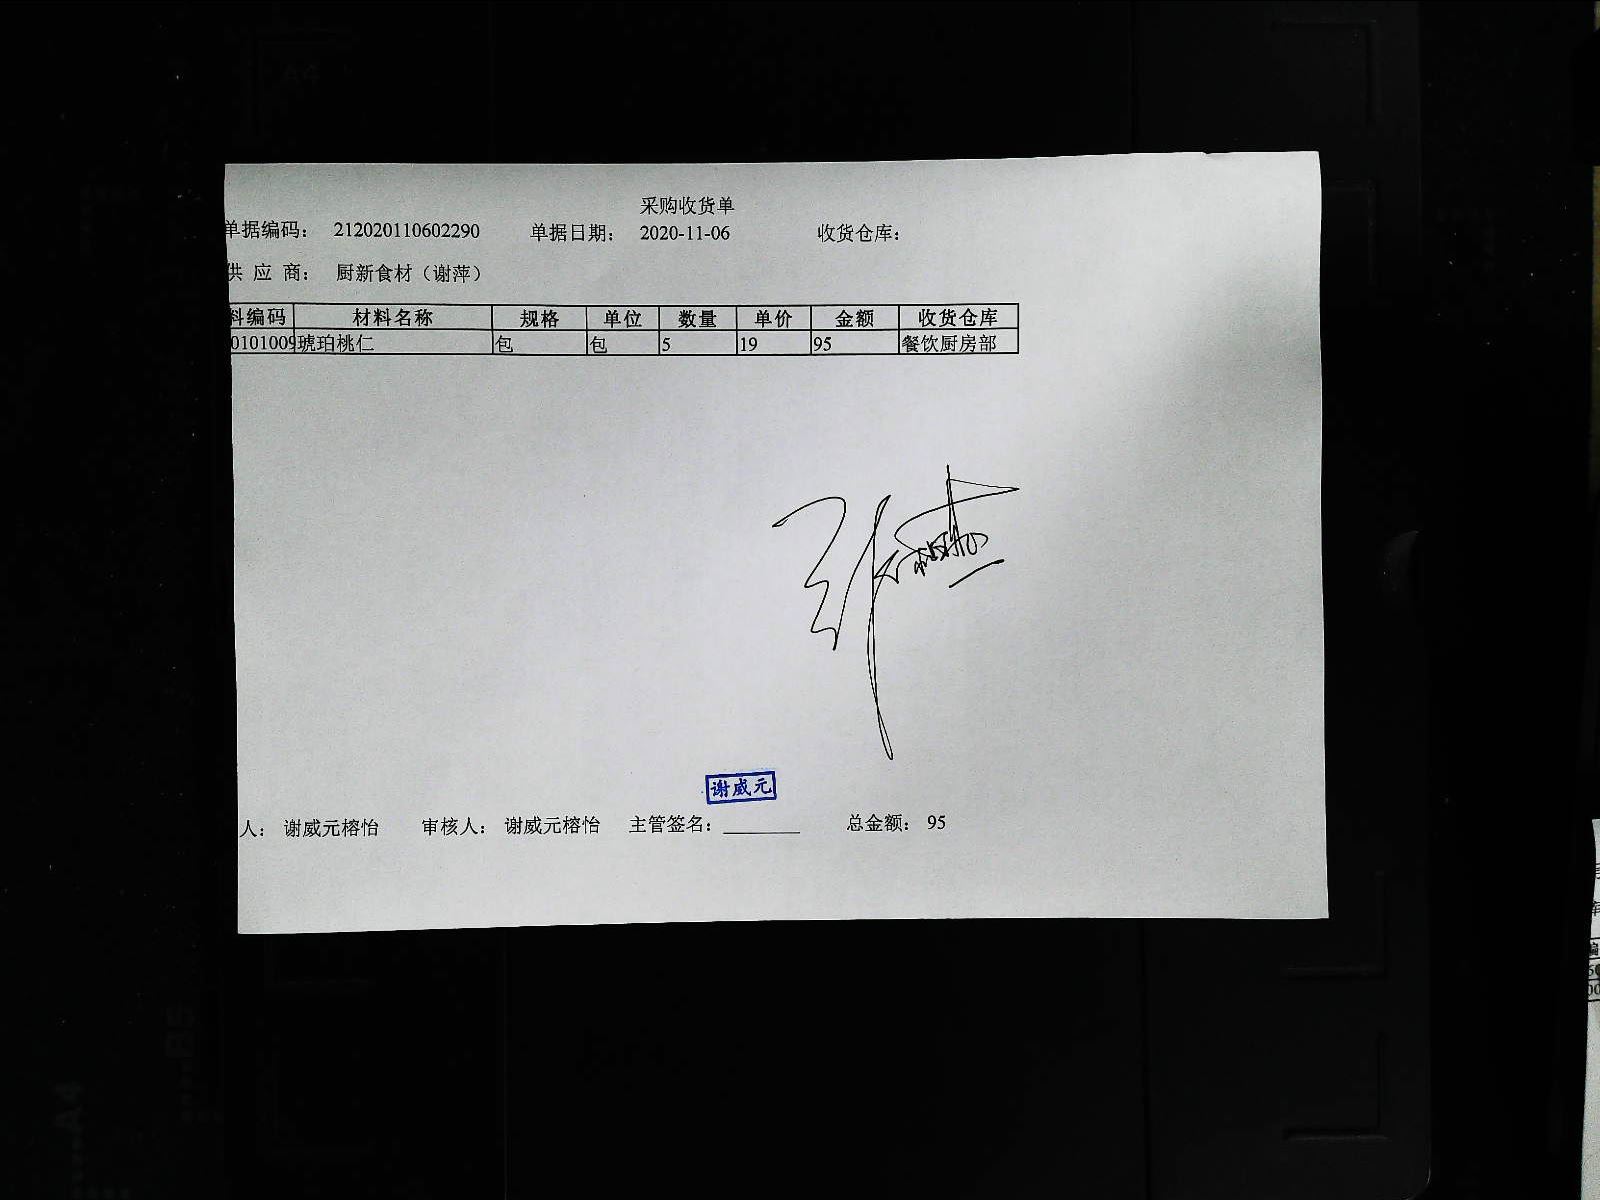 采购收货单
单据编码： 212020110602290 单据日期： 2020-11-06 收货仓库：
供 应 商： 厨新食材（谢萍）
料编码 材料名称 规格 单位 数量 单价 金额 收货仓库
0101009 琥珀桃仁 包 包 5 19 95 餐饮厨房部
谢威元
人： 谢威元榕怡 审核人： 谢威元榕怡 主管签名：________ 总金额： 95